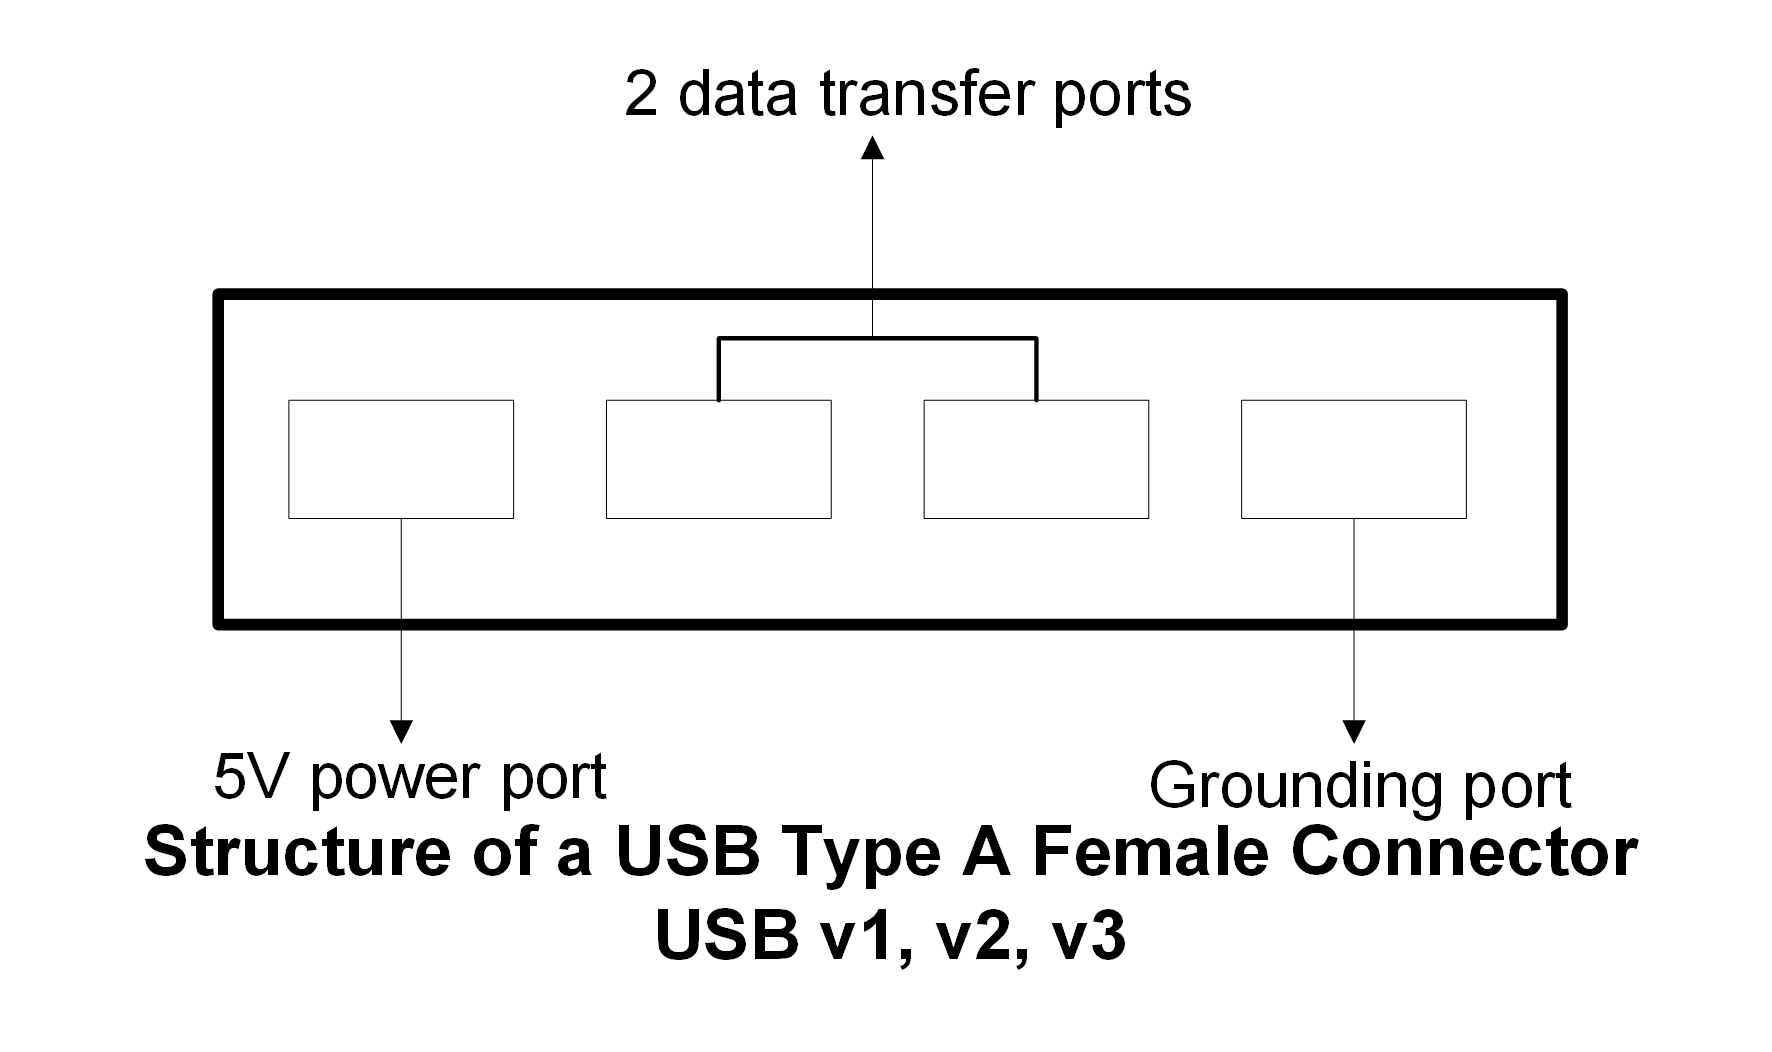 2 data transfer ports
5V power port
Grounding port
Structure of a USB Type A Female Connector
USB v1, v2, v3